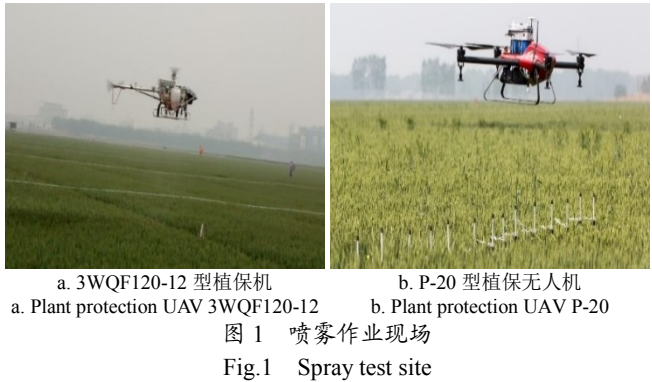 a. 3WQF120-12 型植保机
a. Plant protection UAV 3WQF120-12
b. P-20 型植保无人机
b. Plant protection UAV P-20
图 1 喷雾作业现场
Fig.1 Spray test site